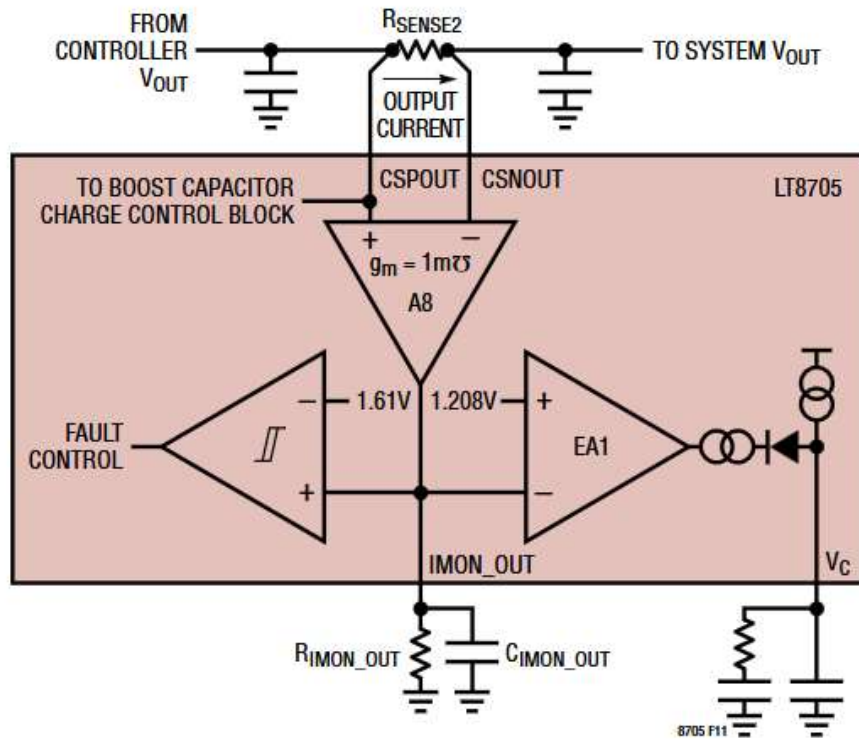 FROM
CONTROLLER
VOUT
RSENSE2
TO SYSTEM VOUT
OUTPUT
CURRENT
TO BOOST CAPACITOR
CHARGE CONTROL BLOCK
CSPOUT
CSNOUT
LT8705
+
−
gm = 1m℧
A8
FAULT
CONTROL
−
1.61V
1.208V
+
EA1
+
−
IMON_OUT
VC
RIMON_OUT
CIMON_OUT
8705 F11